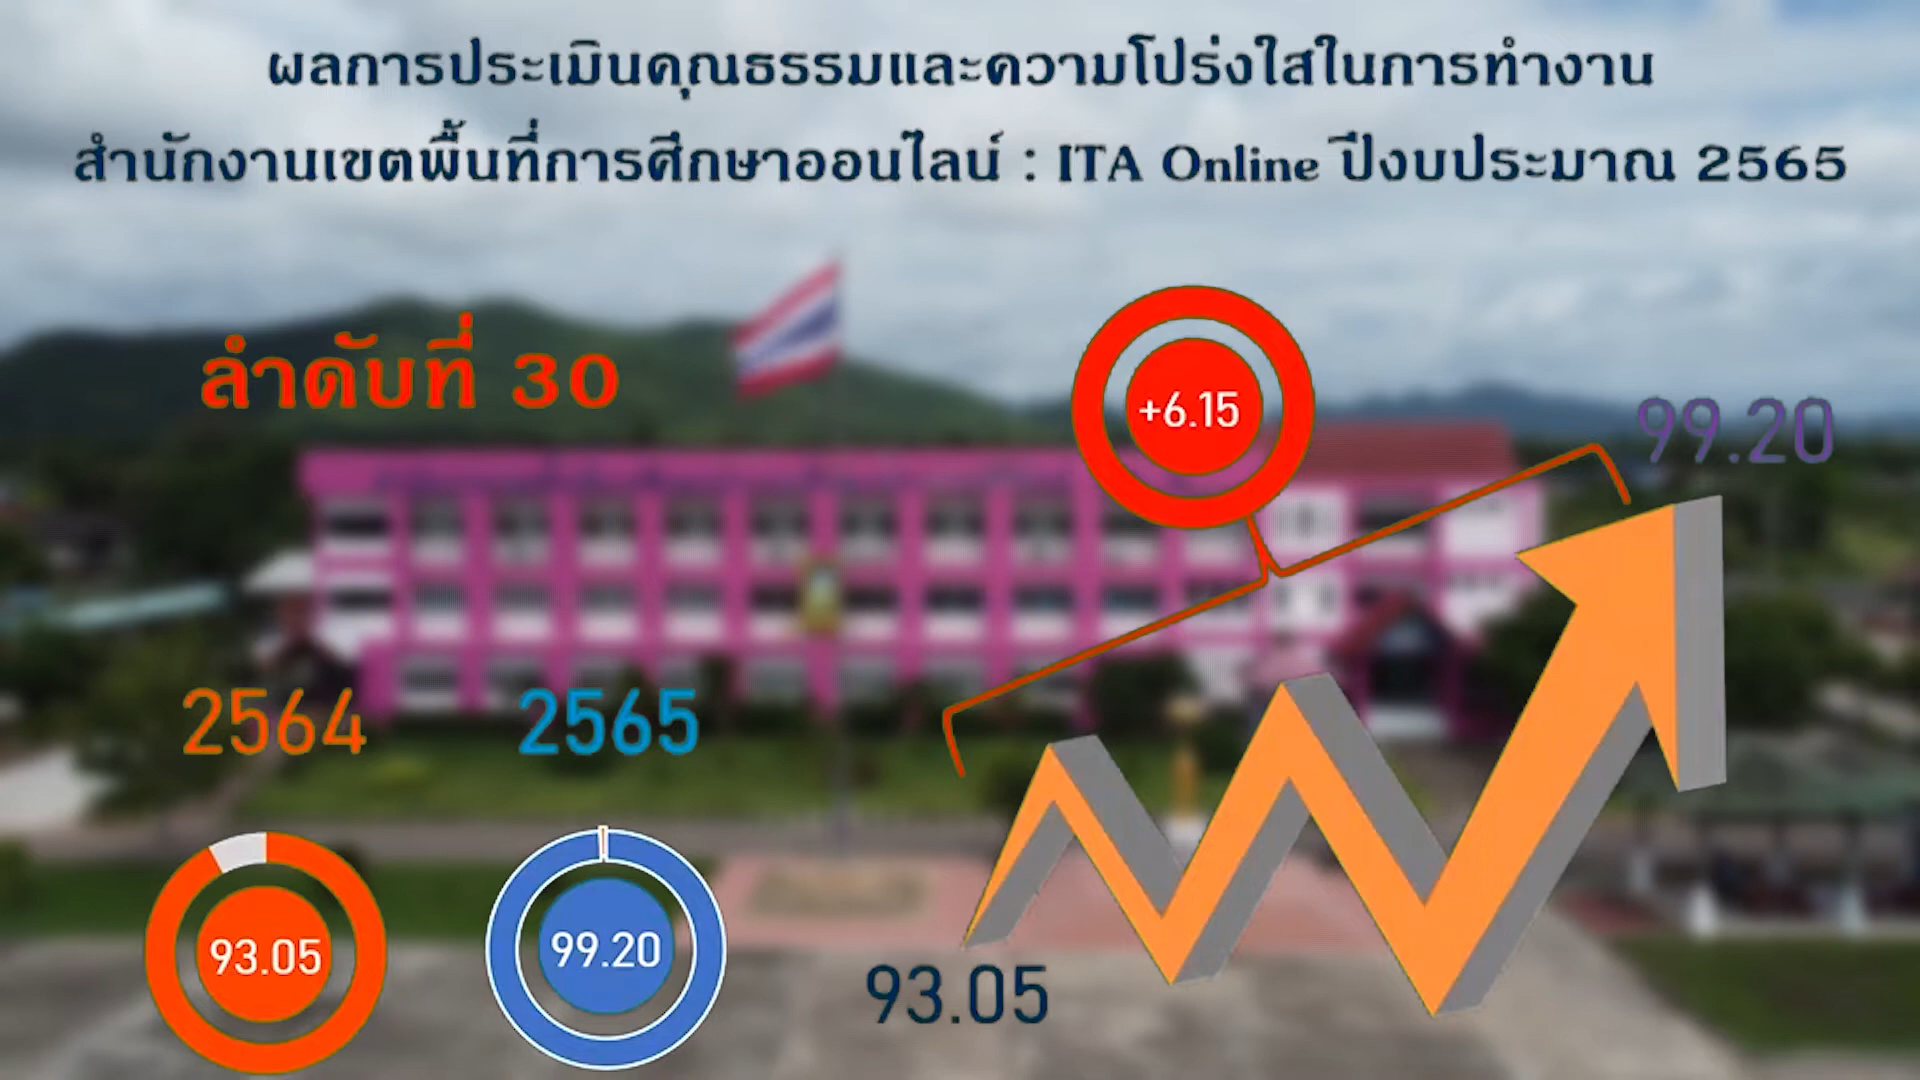 ผลการประเมินคุณธรรมและความโปร่งใสในการทำงาน
สำนักงานเขตพื้นที่การศึกษาออนไลน์ : ITA Online ปีงบประมาณ 2565
ลำดับที่ 30
+6.15
99.20
2564
2565
93.05
99.20
93.05